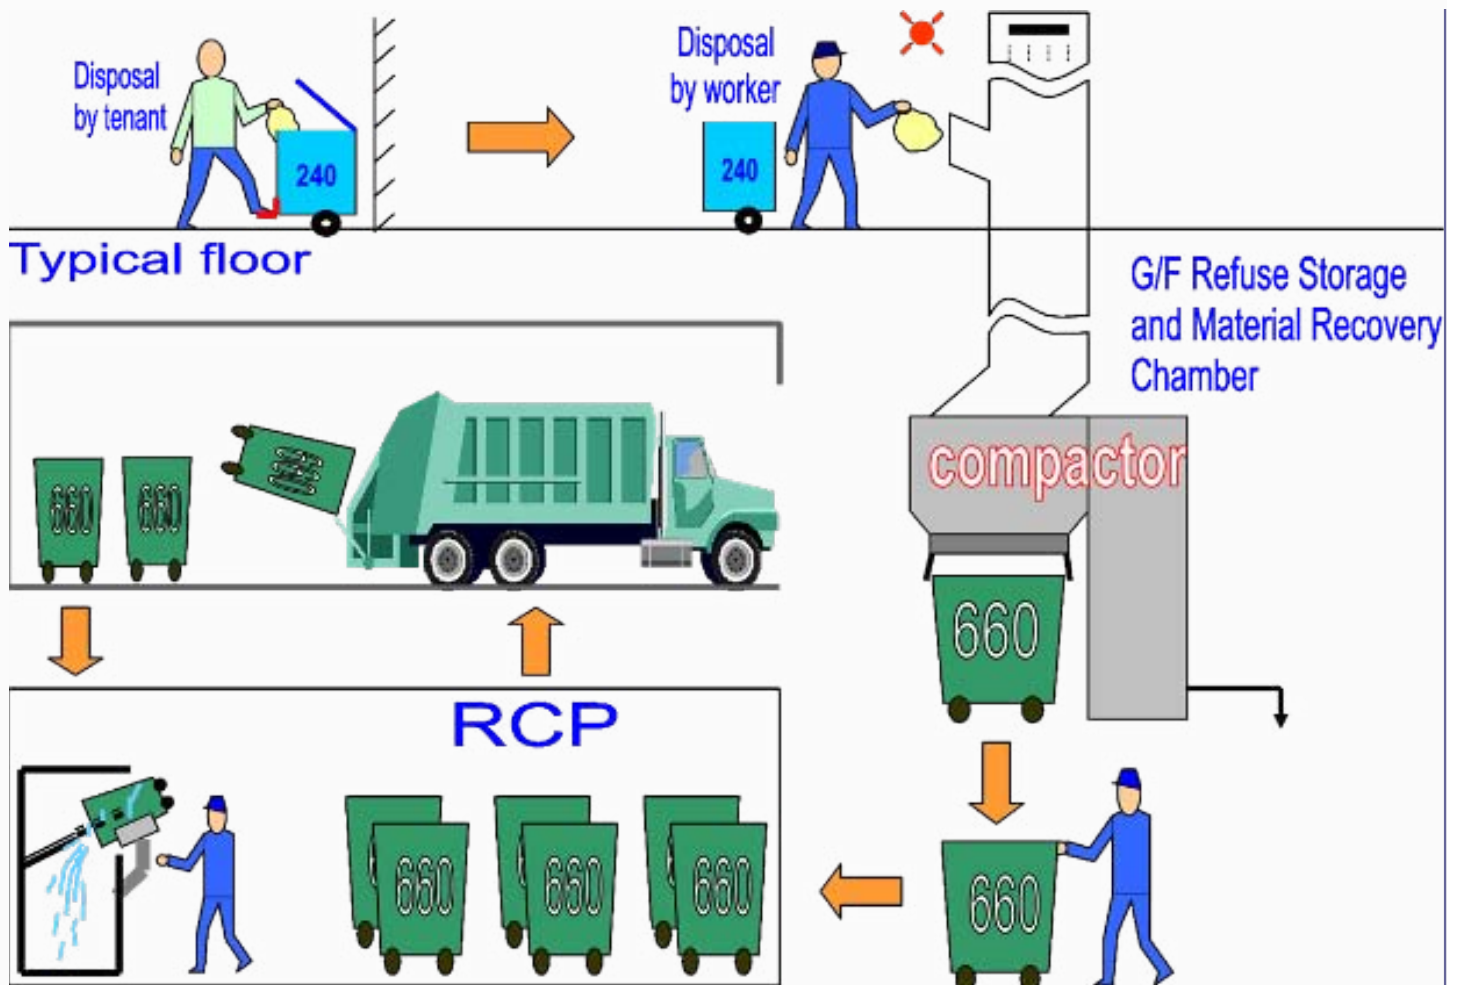 Disposal
by tenant
240
Disposal
by worker
240
Typical floor
G/F Refuse Storage
and Material Recovery
Chamber
compactor
660
660
660
RCP
660
660
660
660